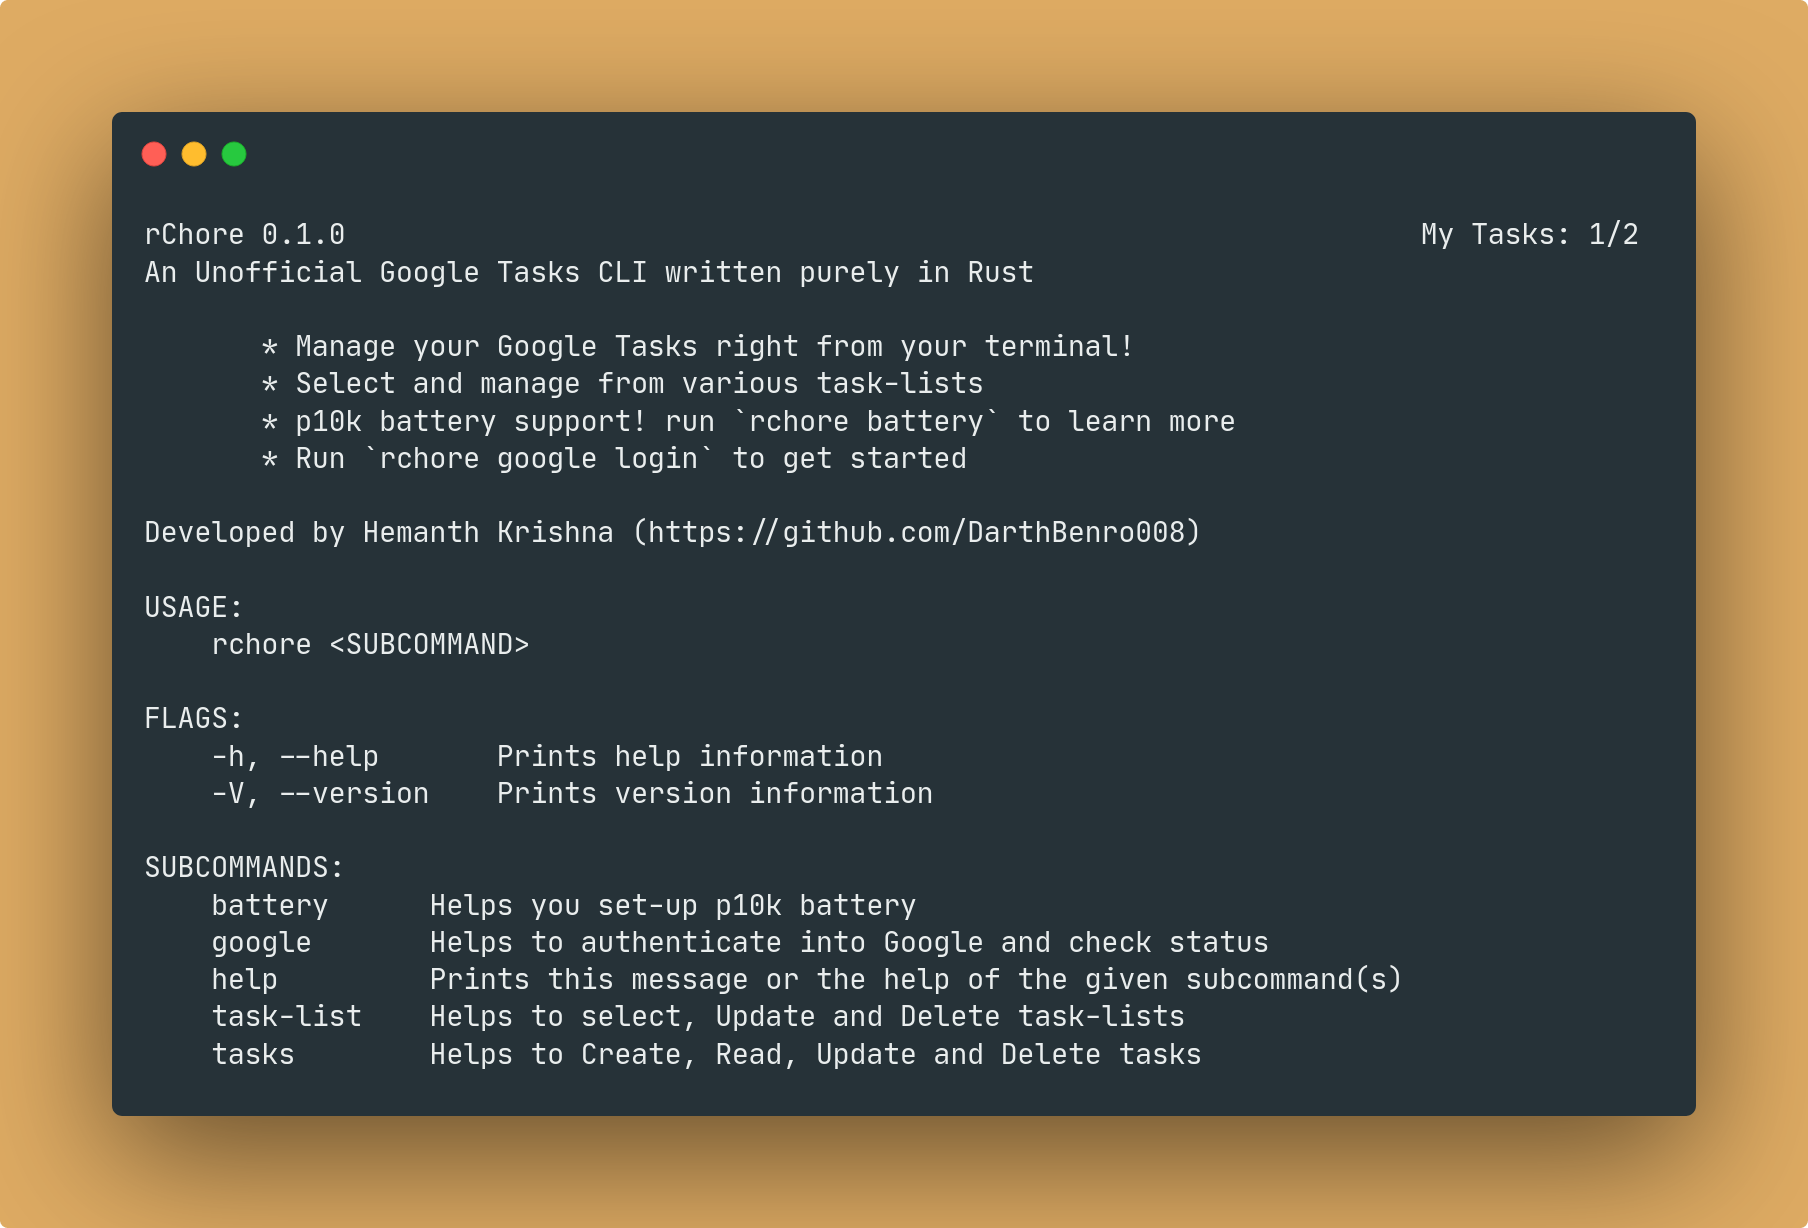 rChore 0.1.0 My Tasks: 1/2
An Unofficial Google Tasks CLI written purely in Rust
* Manage your Google Tasks right from your terminal!
* Select and manage from various task-lists
* p10k battery support! run `rchore battery` to learn more
* Run `rchore google login` to get started
Developed by Hemanth Krishna (https://github.com/DarthBenro008)
USAGE:
rchore <SUBCOMMAND>
FLAGS:
-h, --help Prints help information
-V, --version Prints version information
SUBCOMMANDS:
battery Helps you set-up p10k battery
google Helps to authenticate into Google and check status
help Prints this message or the help of the given subcommand(s)
task-list Helps to select, Update and Delete task-lists
tasks Helps to Create, Read, Update and Delete tasks